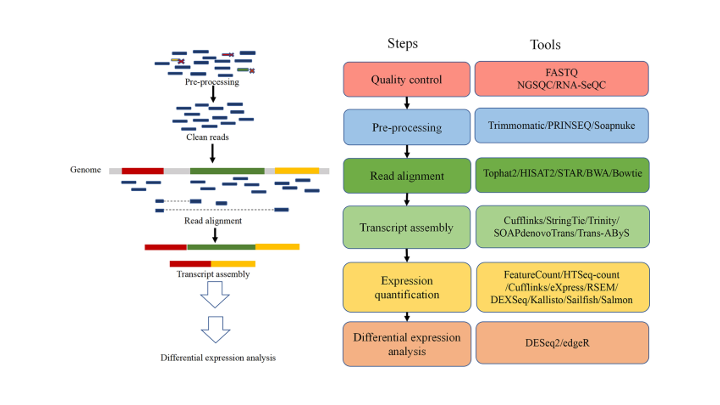 Steps
Tools
Pre-processing
Clean reads
Genome
Read alignment
Transcript assembly
Differential expression analysis
Quality control
FASTQ
NGSQC/RNA-SeQC
Pre-processing
Trimmomatic/PRINSEQ/Soapnuke
Read alignment
Tophat2/HISAT2/STAR/BWA/Bowtie
Transcript assembly
Cufflinks/StringTie/Trinity/
SOAPdenovoTrans/Trans-AByS
Expression
quantification
FeatureCount/HTSeq-count
/Cufflinks/eXpress/RSEM/
DEXSeq/Kallisto/Sailfish/Salmon
Differential expression
analysis
DESeq2/edgeR